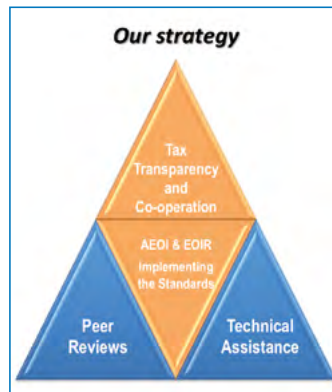 Our strategy
Tax
Transparency
and
Co-operation
AEOI & EOIR
Implementing
the Standards
Peer
Reviews
Technical
Assistance